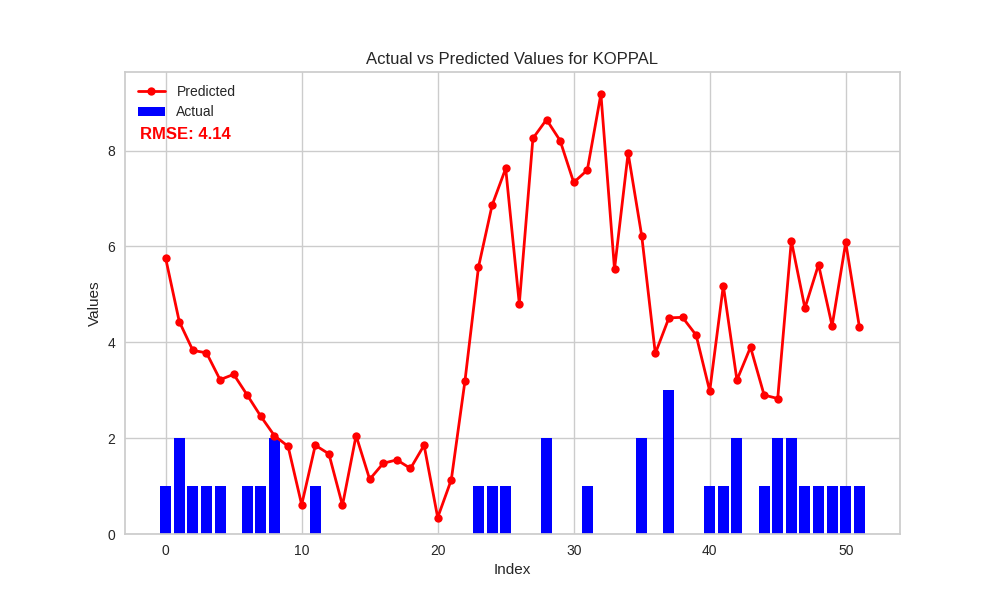 Actual vs Predicted Values for KOPPAL
Predicted
Actual
RMSE: 4.14
Values
8
6
4
2
0
0 10 20 30 40 50
Index